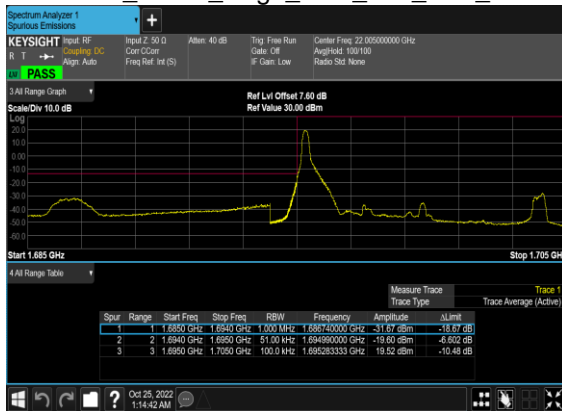 Spectrum Analyzer 1
Spurious Emissions
KEYSIGHT Input: RF Input Z: 50 Ω Atten: 40 dB Trig: Free Run Center Freq: 22.005000000 GHz
R T Coupling: DC Corr CCorr Gate: Off Avg|Hold: 100/100
Align: Auto Freq Ref: Int (S) IF Gain: Low Radio Std: None
PASS
3 All Range Graph
Ref Lvl Offset 7.60 dB
Scale/Div 10.0 dB Ref Value 30.00 dBm
Log
20.0
10.0
0.00
-10.0
-20.0
-30.0
-40.0
-50.0
-60.0
Start 1.685 GHz Stop 1.705 GHz
4 All Range Table
Measure Trace Trace 1
Trace Type Trace Average (Active)
Spur Range Start Freq Stop Freq RBW Frequency Amplitude ΔLimit
1 1 1.6850 GHz 1.6940 GHz 1.000 MHz 1.686740000 GHz -31.67 dBm -18.67 dB
2 2 1.6940 GHz 1.6950 GHz 51.00 kHz 1.694990000 GHz -19.60 dBm -6.602 dB
3 3 1.6950 GHz 1.7050 GHz 100.0 kHz 1.695283333 GHz 19.52 dBm -10.48 dB
Oct 25, 2022
1:14:42 AM